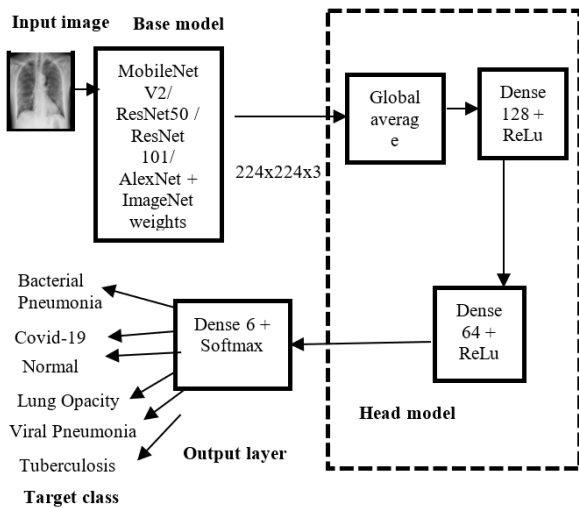 Input image
Base model
MobileNet
V2/
ResNet50 /
ResNet
101/
AlexNet +
ImageNet
weights
224x224x3
Global
averag
e
Dense
128 +
ReLu
Dense
64 +
ReLu
Head model
Dense 6 +
Softmax
Output layer
Bacterial
Pneumonia
Covid-19
Normal
Lung Opacity
Viral Pneumonia
Tuberculosis
Target class